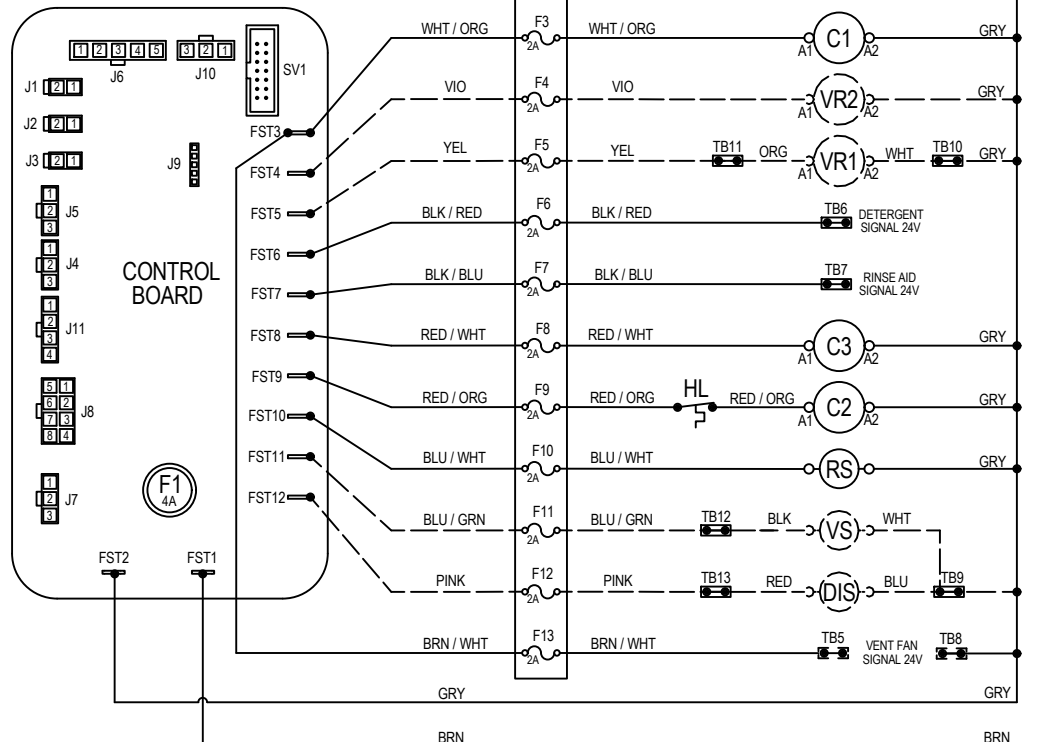 WHT / ORG F3 2A WHT / ORG A1 C1 A2 GRY
1 2 3 4 5 J6
3 2 1 J10
SV1
J1 2 1
J2 2 1
J3 2 1
J9
1 2 3 J5
1 2 3 J4
1 2 3 4 J11
5 1 6 2 7 3 8 4 J8
1 2 3 J7
CONTROL
BOARD
F1
4A
FST3
FST4
FST5
FST6
FST7
FST8
FST9
FST10
FST11
FST12
FST2
FST1
VIO F4 2A VIO A1 VR2 A2 GRY
YEL F5 2A YEL TB11 ORG A1 VR1 A2 WHT TB10 GRY
BLK / RED F6 2A BLK / RED TB6 DETERGENT
SIGNAL 24V
BLK / BLU F7 2A BLK / BLU TB7 RINSE AID
SIGNAL 24V
RED / WHT F8 2A RED / WHT A1 C3 A2 GRY
RED / ORG F9 2A RED / ORG HL RED / ORG A1 C2 A2 GRY
BLU / WHT F10 2A BLU / WHT RS GRY
BLU / GRN F11 2A BLU / GRN TB12 BLK VS WHT
PINK F12 2A PINK TB13 RED DIS BLU TB9
BRN / WHT F13 2A BRN / WHT TB5 VENT FAN
SIGNAL 24V TB8
GRY GRY
BRN BRN